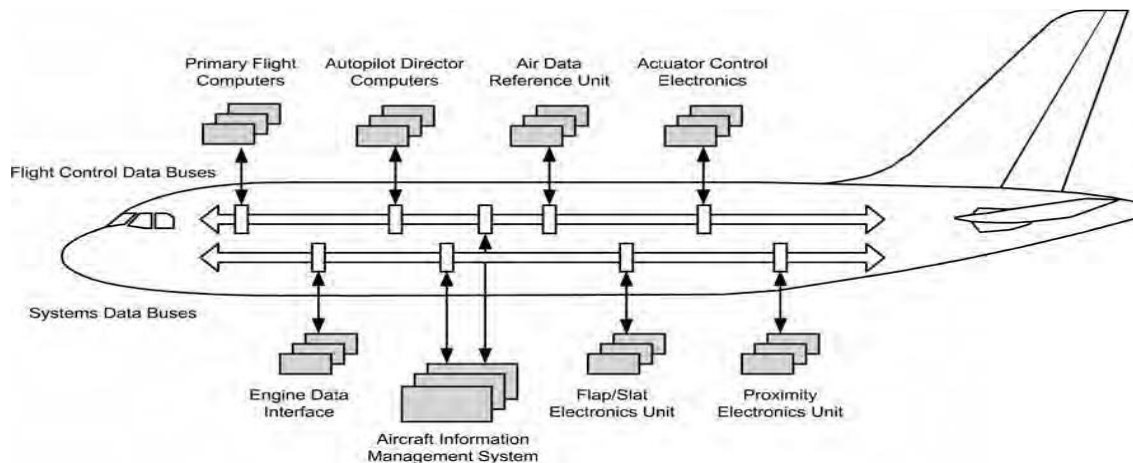 Primary Flight
Computers
Autopilot Director
Computers
Air Data
Reference Unit
Actuator Control
Electronics
Flight Control Data Buses
Systems Data Buses
Engine Data
Interface
Aircraft Information
Management System
Flap/Slat
Electronics Unit
Proximity
Electronics Unit